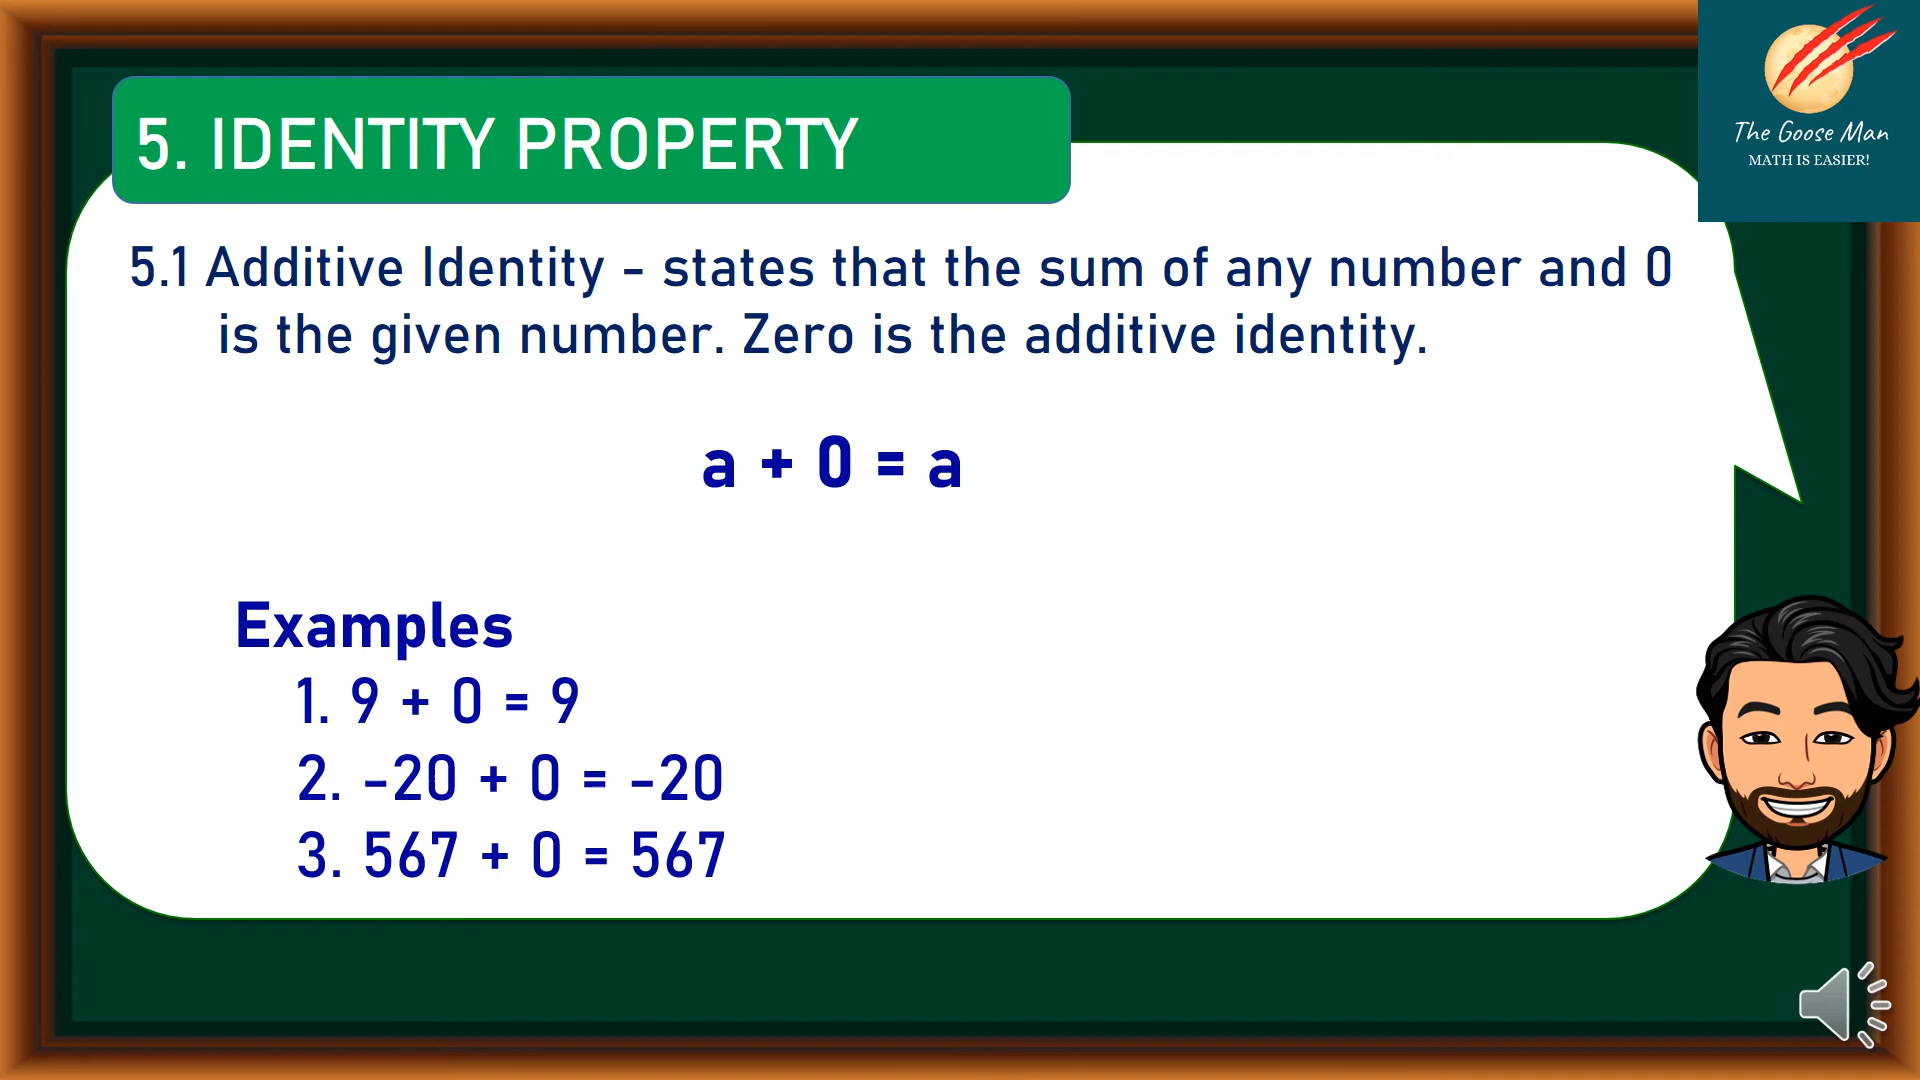 The Goose Man
MATH IS EASIER!
5. IDENTITY PROPERTY
5.1 Additive Identity - states that the sum of any number and 0
is the given number. Zero is the additive identity.
a + 0 = a
Examples
1. 9 + 0 = 9
2. -20 + 0 = -20
3. 567 + 0 = 567